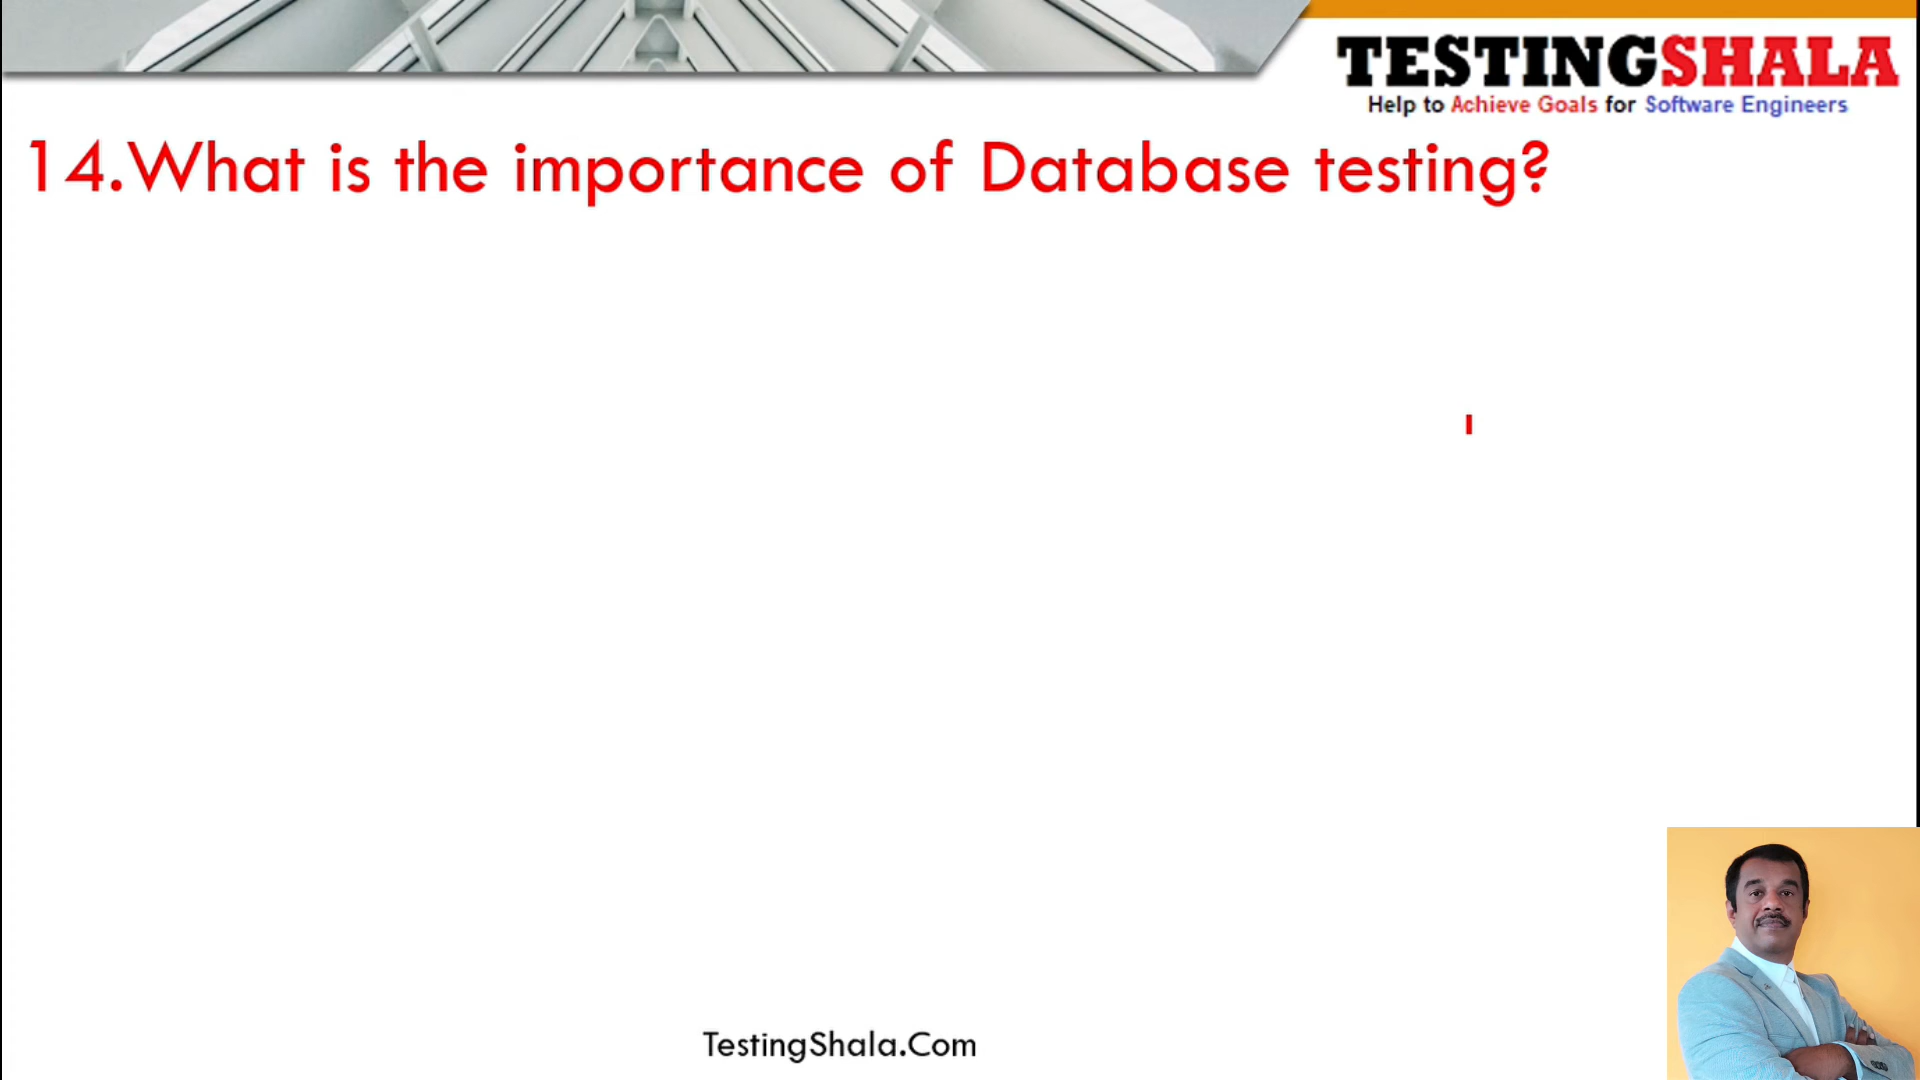 TESTINGSHALA
Help to Achieve Goals for Software Engineers
14.What is the importance of Database testing?
TestingShala.Com